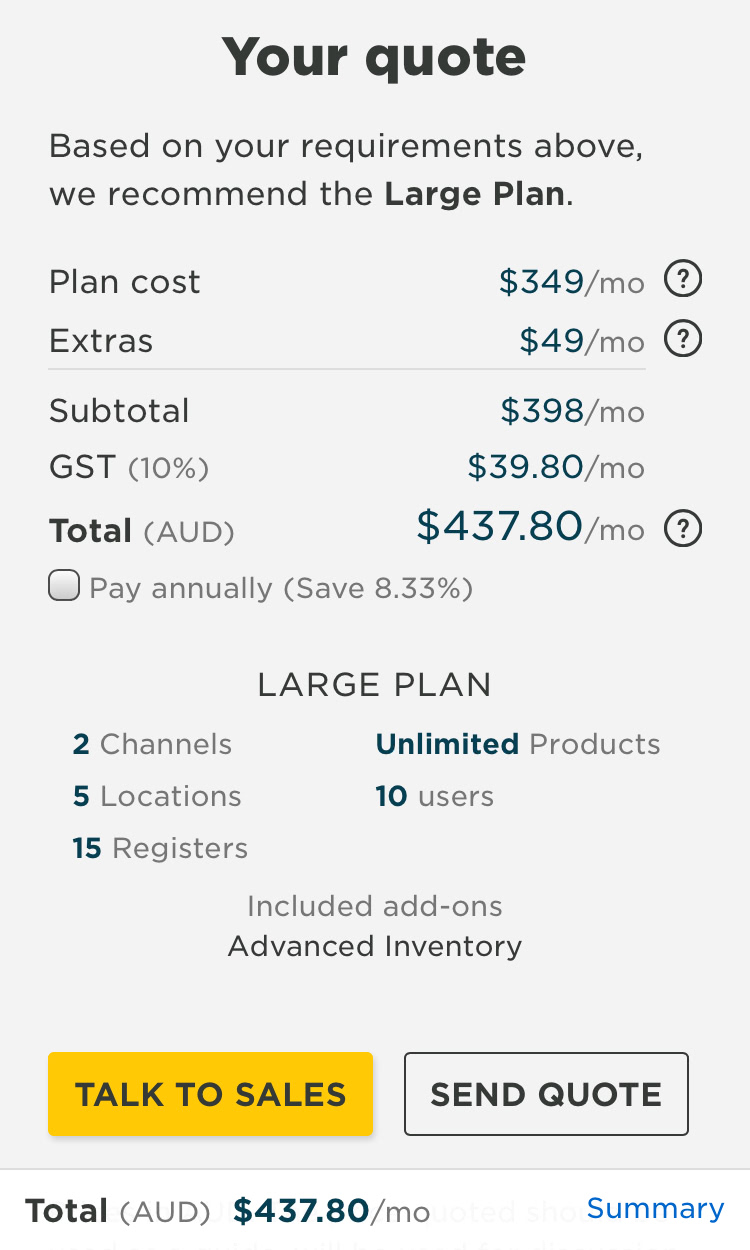 Your quote
Based on your requirements above,
we recommend the Large Plan.
Plan cost $349/mo ?
Extras $49/mo ?
Subtotal $398/mo
GST (10%) $39.80/mo
Total (AUD) $437.80/mo ?
Pay annually (Save 8.33%)
LARGE PLAN
2 Channels Unlimited Products
5 Locations 10 users
15 Registers
Included add-ons
Advanced Inventory
TALK TO SALES SEND QUOTE
Total (AUD) $437.80/mo Summary